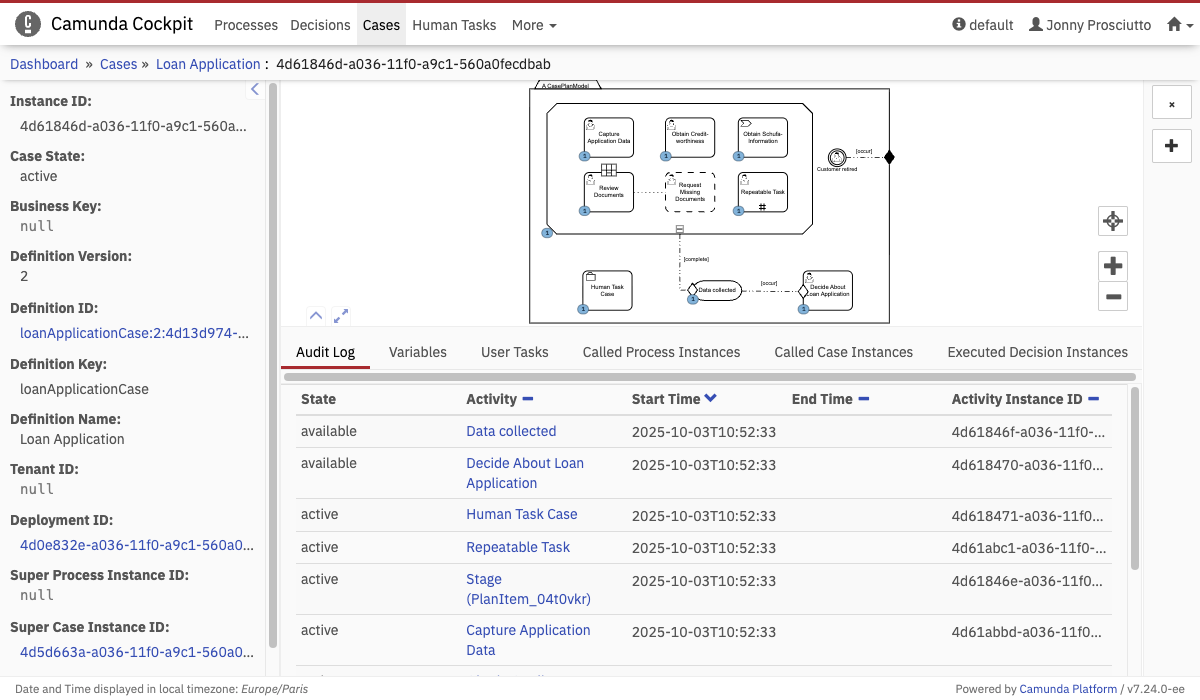 Camunda Cockpit Processes Decisions Cases Human Tasks More default Jonny Prosciutto
Dashboard » Cases » Loan Application : 4d61846d-a036-11f0-a9c1-560a0fecdbab
Instance ID:
4d61846d-a036-11f0-a9c1-560a...
Case State:
active
Business Key:
null
Definition Version:
2
Definition ID:
loanApplicationCase:2:4d13d974-...
Definition Key:
loanApplicationCase
Definition Name:
Loan Application
Tenant ID:
null
Deployment ID:
4d0e832e-a036-11f0-a9c1-560a0...
Super Process Instance ID:
null
Super Case Instance ID:
4d5d663a-a036-11f0-a9c1-560a0...
A CasePlanModel
Capture
Application Data
1
Obtain Credit-
worthiness
1
Obtain Schufa-
Information
1
Review
Documents
1
Request
Missing
Documents
Repeatable Task
1
1
[occur]
Customer retired
[complete]
Human Task
Case
1
Data collected
1
[occur]
Decide About
Loan Application
1
Audit Log Variables User Tasks Called Process Instances Called Case Instances Executed Decision Instances
State Activity Start Time End Time Activity Instance ID
available Data collected 2025-10-03T10:52:33 4d61846f-a036-11f0-...
available Decide About Loan Application 2025-10-03T10:52:33 4d618470-a036-11f0...
active Human Task Case 2025-10-03T10:52:33 4d618471-a036-11f0...
active Repeatable Task 2025-10-03T10:52:33 4d61abc1-a036-11f0-...
active Stage (PlanItem_04t0vkr) 2025-10-03T10:52:33 4d61846e-a036-11f0...
active Capture Application Data 2025-10-03T10:52:33 4d61abbd-a036-11f0...
Date and Time displayed in local timezone: Europe/Paris Powered by Camunda Platform / v7.24.0-ee